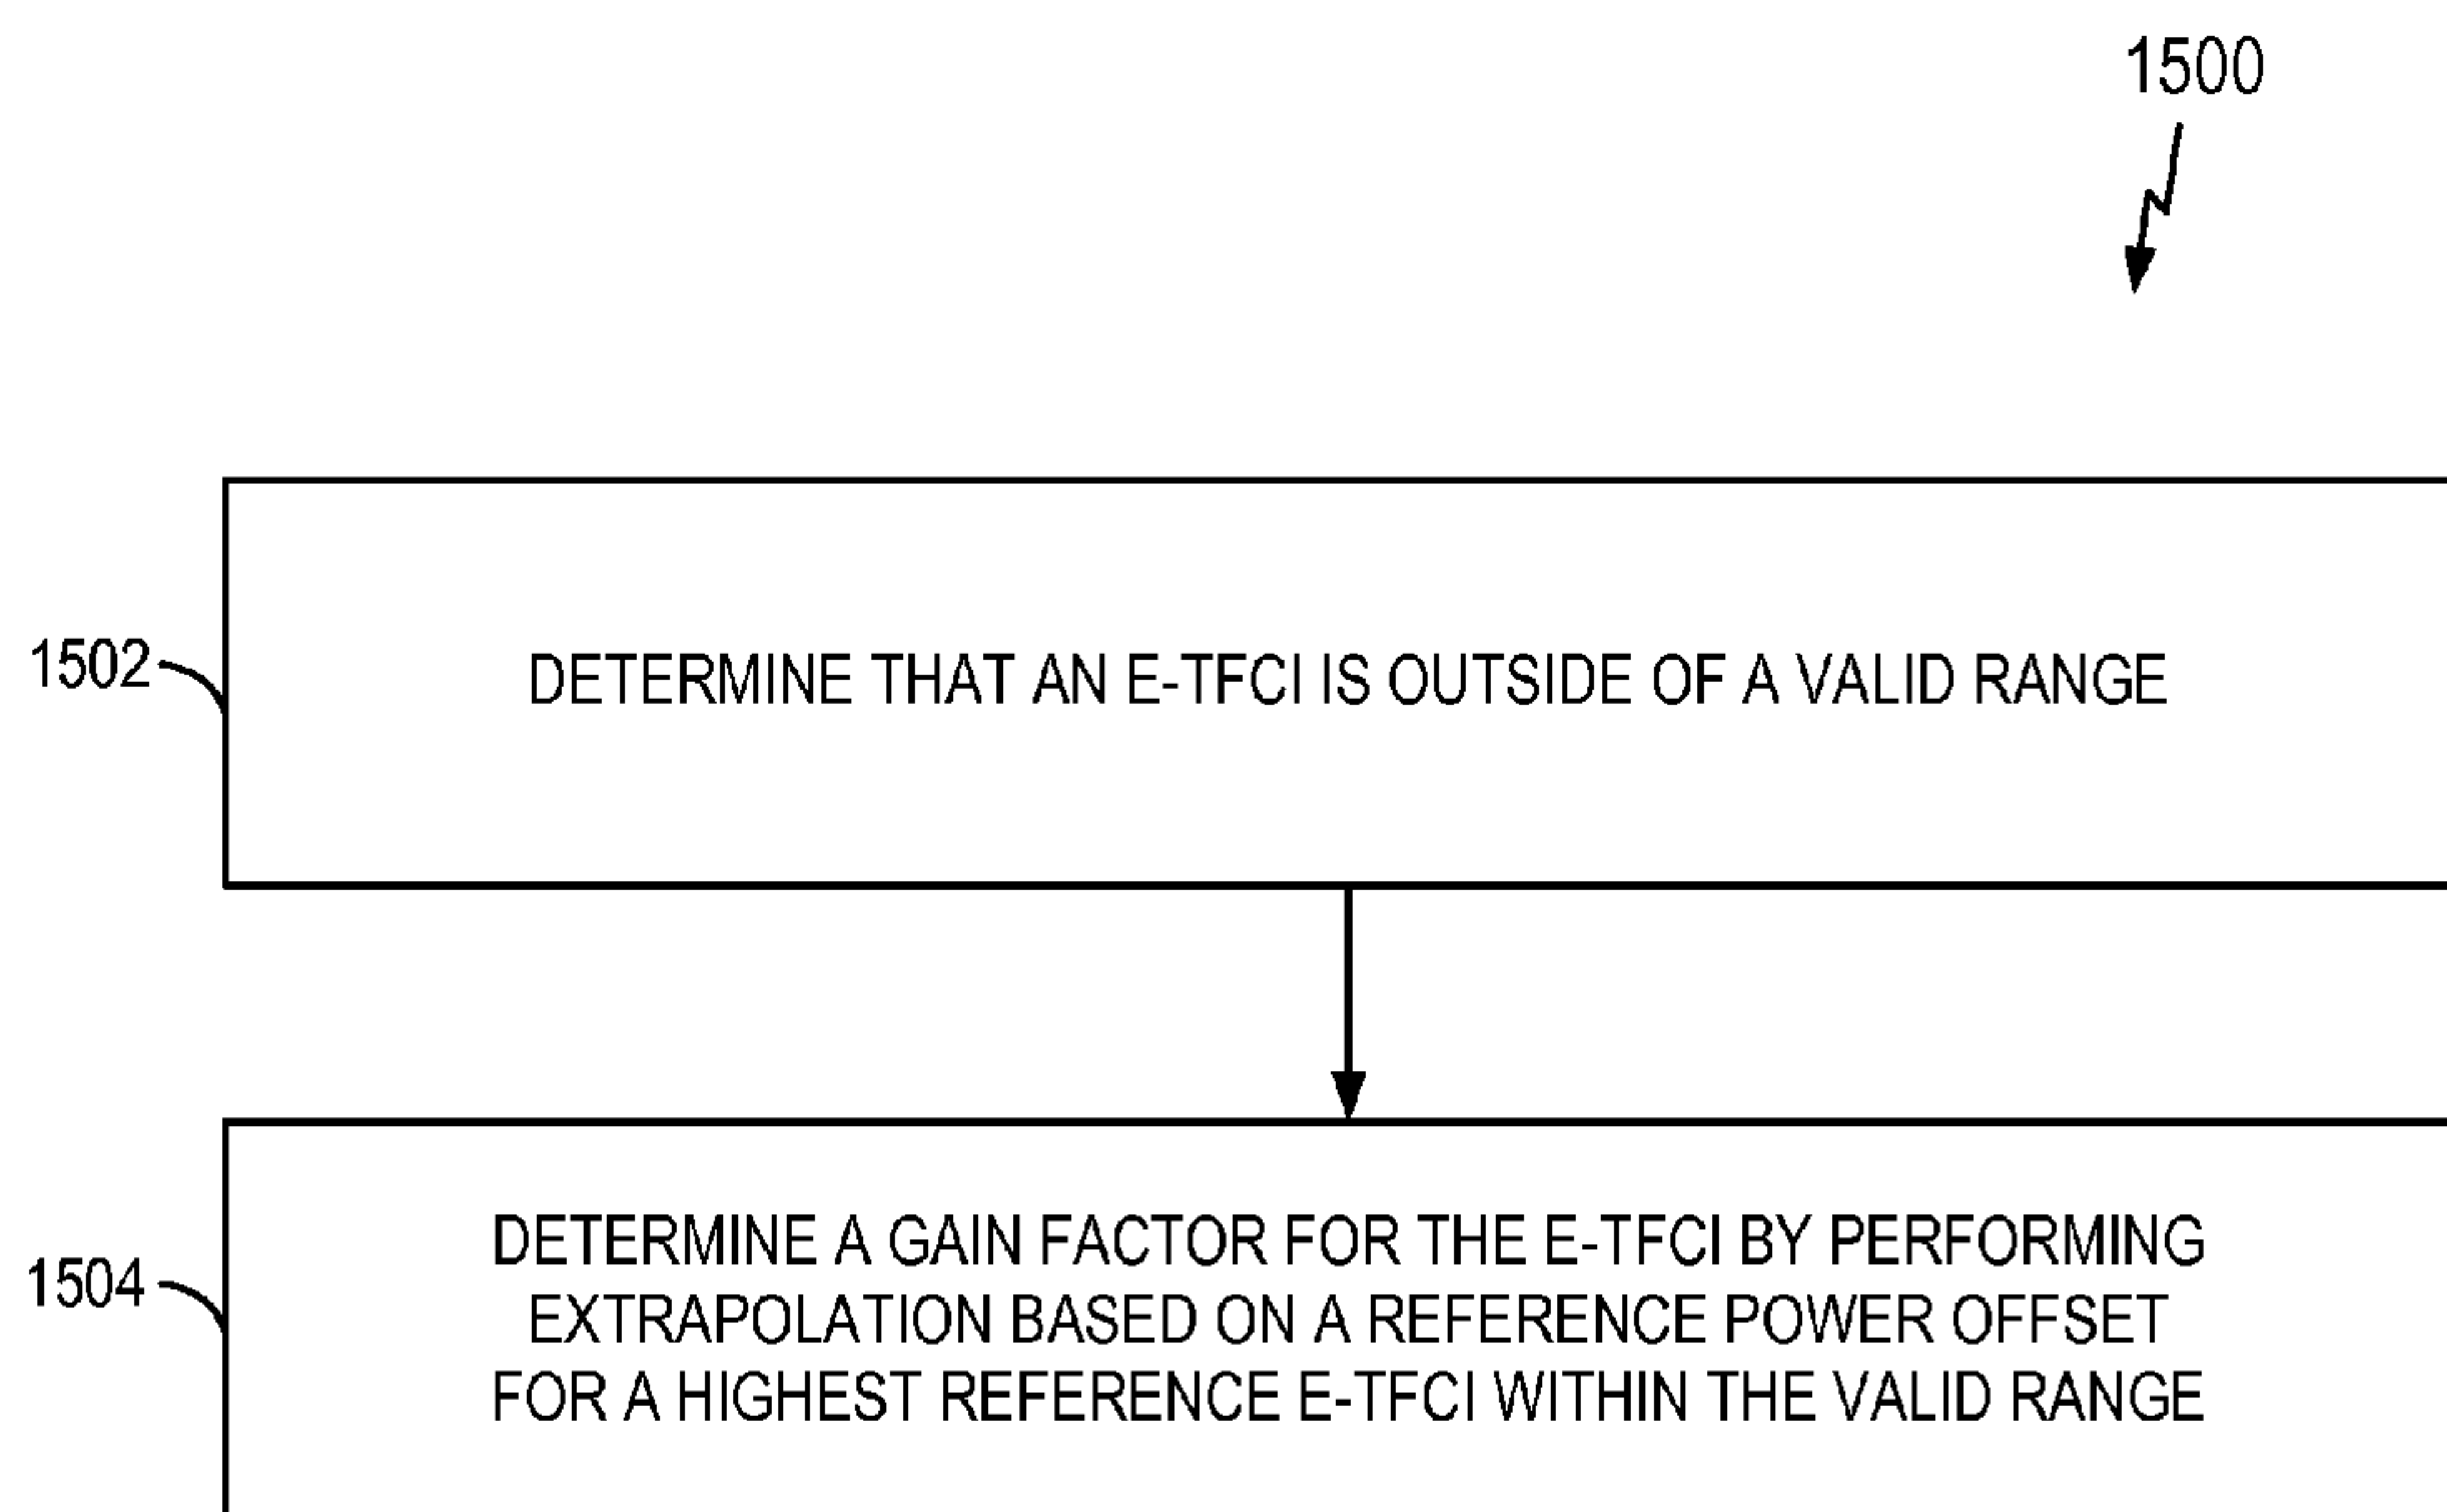 1500
1502
DETERMINE THAT AN E-TFCI IS OUTSIDE OF A VALID RANGE
1504
DETERMINE A GAIN FACTOR FOR THE E-TFCI BY PERFORMING
EXTRAPOLATION BASED ON A REFERENCE POWER OFFSET
FOR A HIGHEST REFERENCE E-TFCI WITHIN THE VALID RANGE